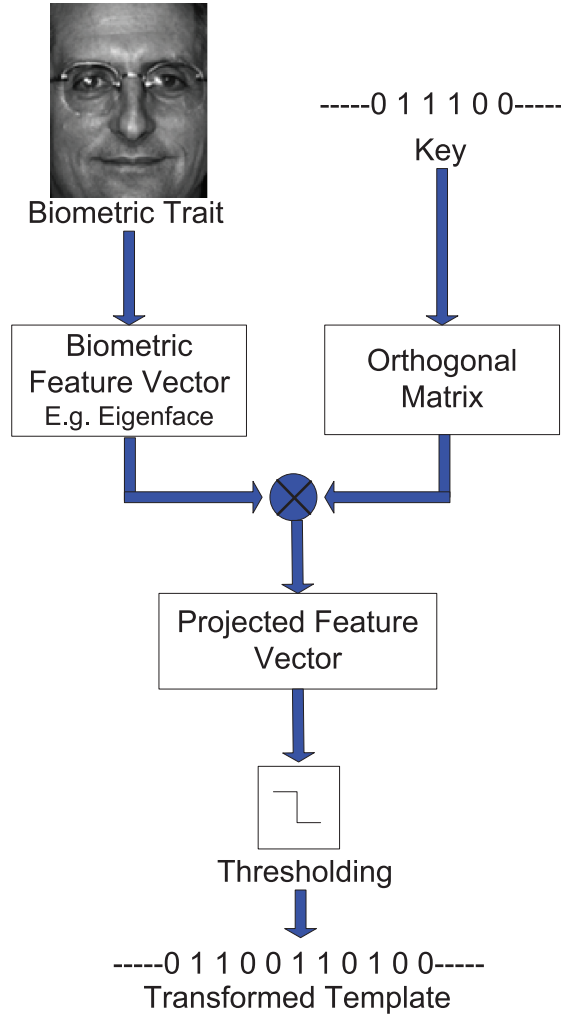 -----0 1 1 1 0 0-----
Key
Biometric Trait
Biometric
Feature Vector
E.g. Eigenface
Orthogonal
Matrix
Projected Feature
Vector
Thresholding
-----0 1 1 0 0 1 1 0 1 0 0-----
Transformed Template